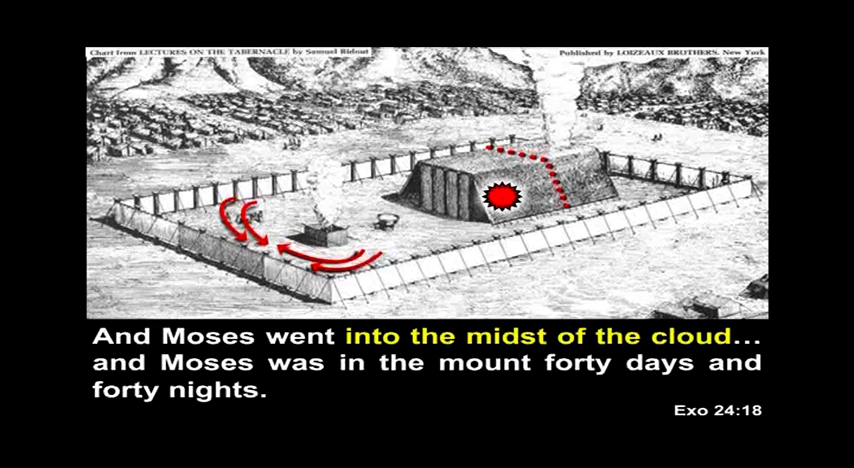 Chart from LECTURES ON THE TABERNACLE by Samuel Ridout
Published by LOIZEAUX BROTHERS, New York
And Moses went into the midst of the cloud…
and Moses was in the mount forty days and
forty nights.
Exo 24:18